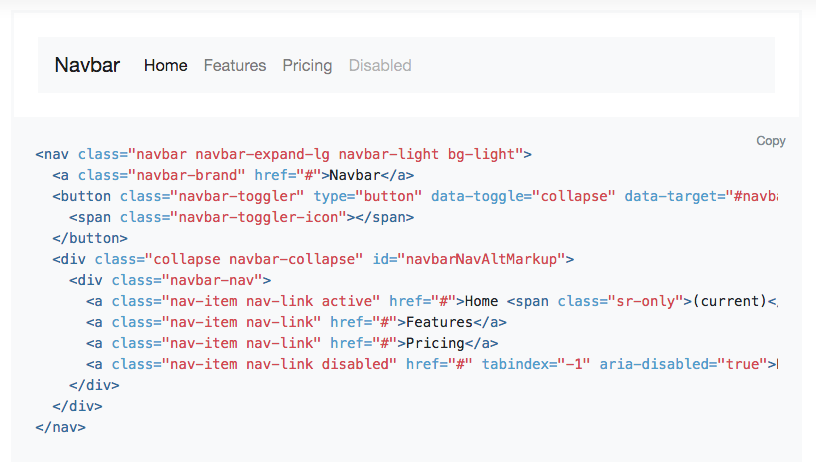 Navbar Home Features Pricing Disabled
Copy
<nav class="navbar navbar-expand-lg navbar-light bg-light">
<a class="navbar-brand" href="#">Navbar</a>
<button class="navbar-toggler" type="button" data-toggle="collapse" data-target="#navba
<span class="navbar-toggler-icon"></span>
</button>
<div class="collapse navbar-collapse" id="navbarNavAltMarkup">
<div class="navbar-nav">
<a class="nav-item nav-link active" href="#">Home <span class="sr-only">(current)</
<a class="nav-item nav-link" href="#">Features</a>
<a class="nav-item nav-link" href="#">Pricing</a>
<a class="nav-item nav-link disabled" href="#" tabindex="-1" aria-disabled="true">
</div>
</div>
</nav>